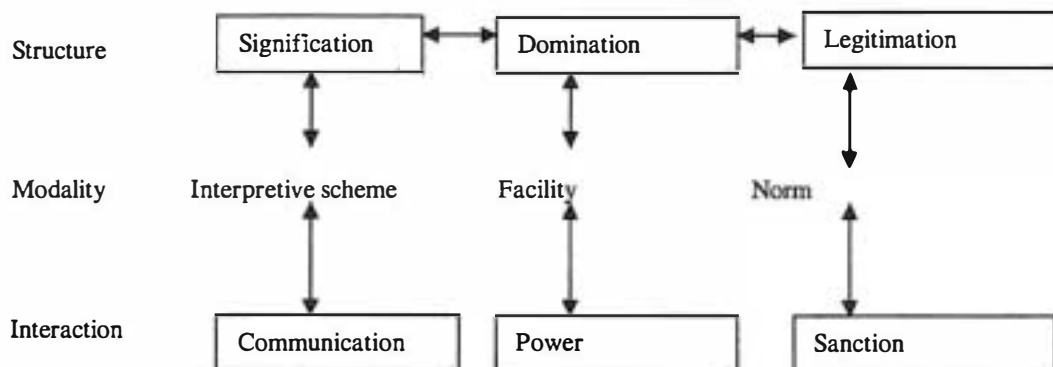 Structure Signification Domination Legitimation
Modality Interpretive scheme Facility Norm
Interaction Communication Power Sanction